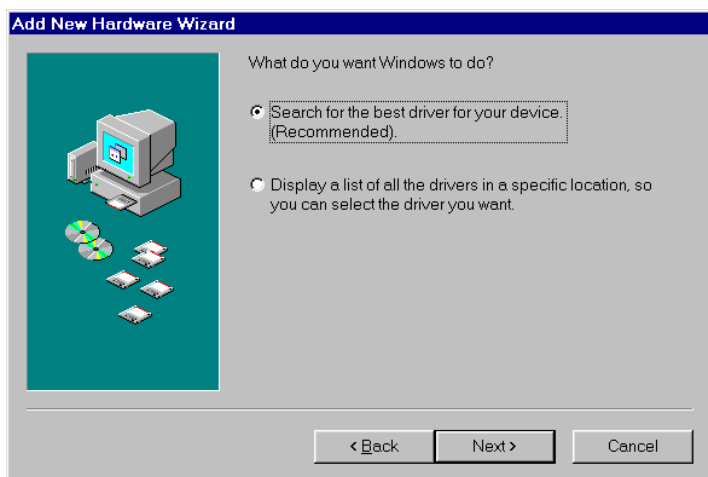 Add New Hardware Wizard
What do you want Windows to do?
Search for the best driver for your device.
(Recommended).
Display a list of all the drivers in a specific location, so
you can select the driver you want.
< Back
Next >
Cancel